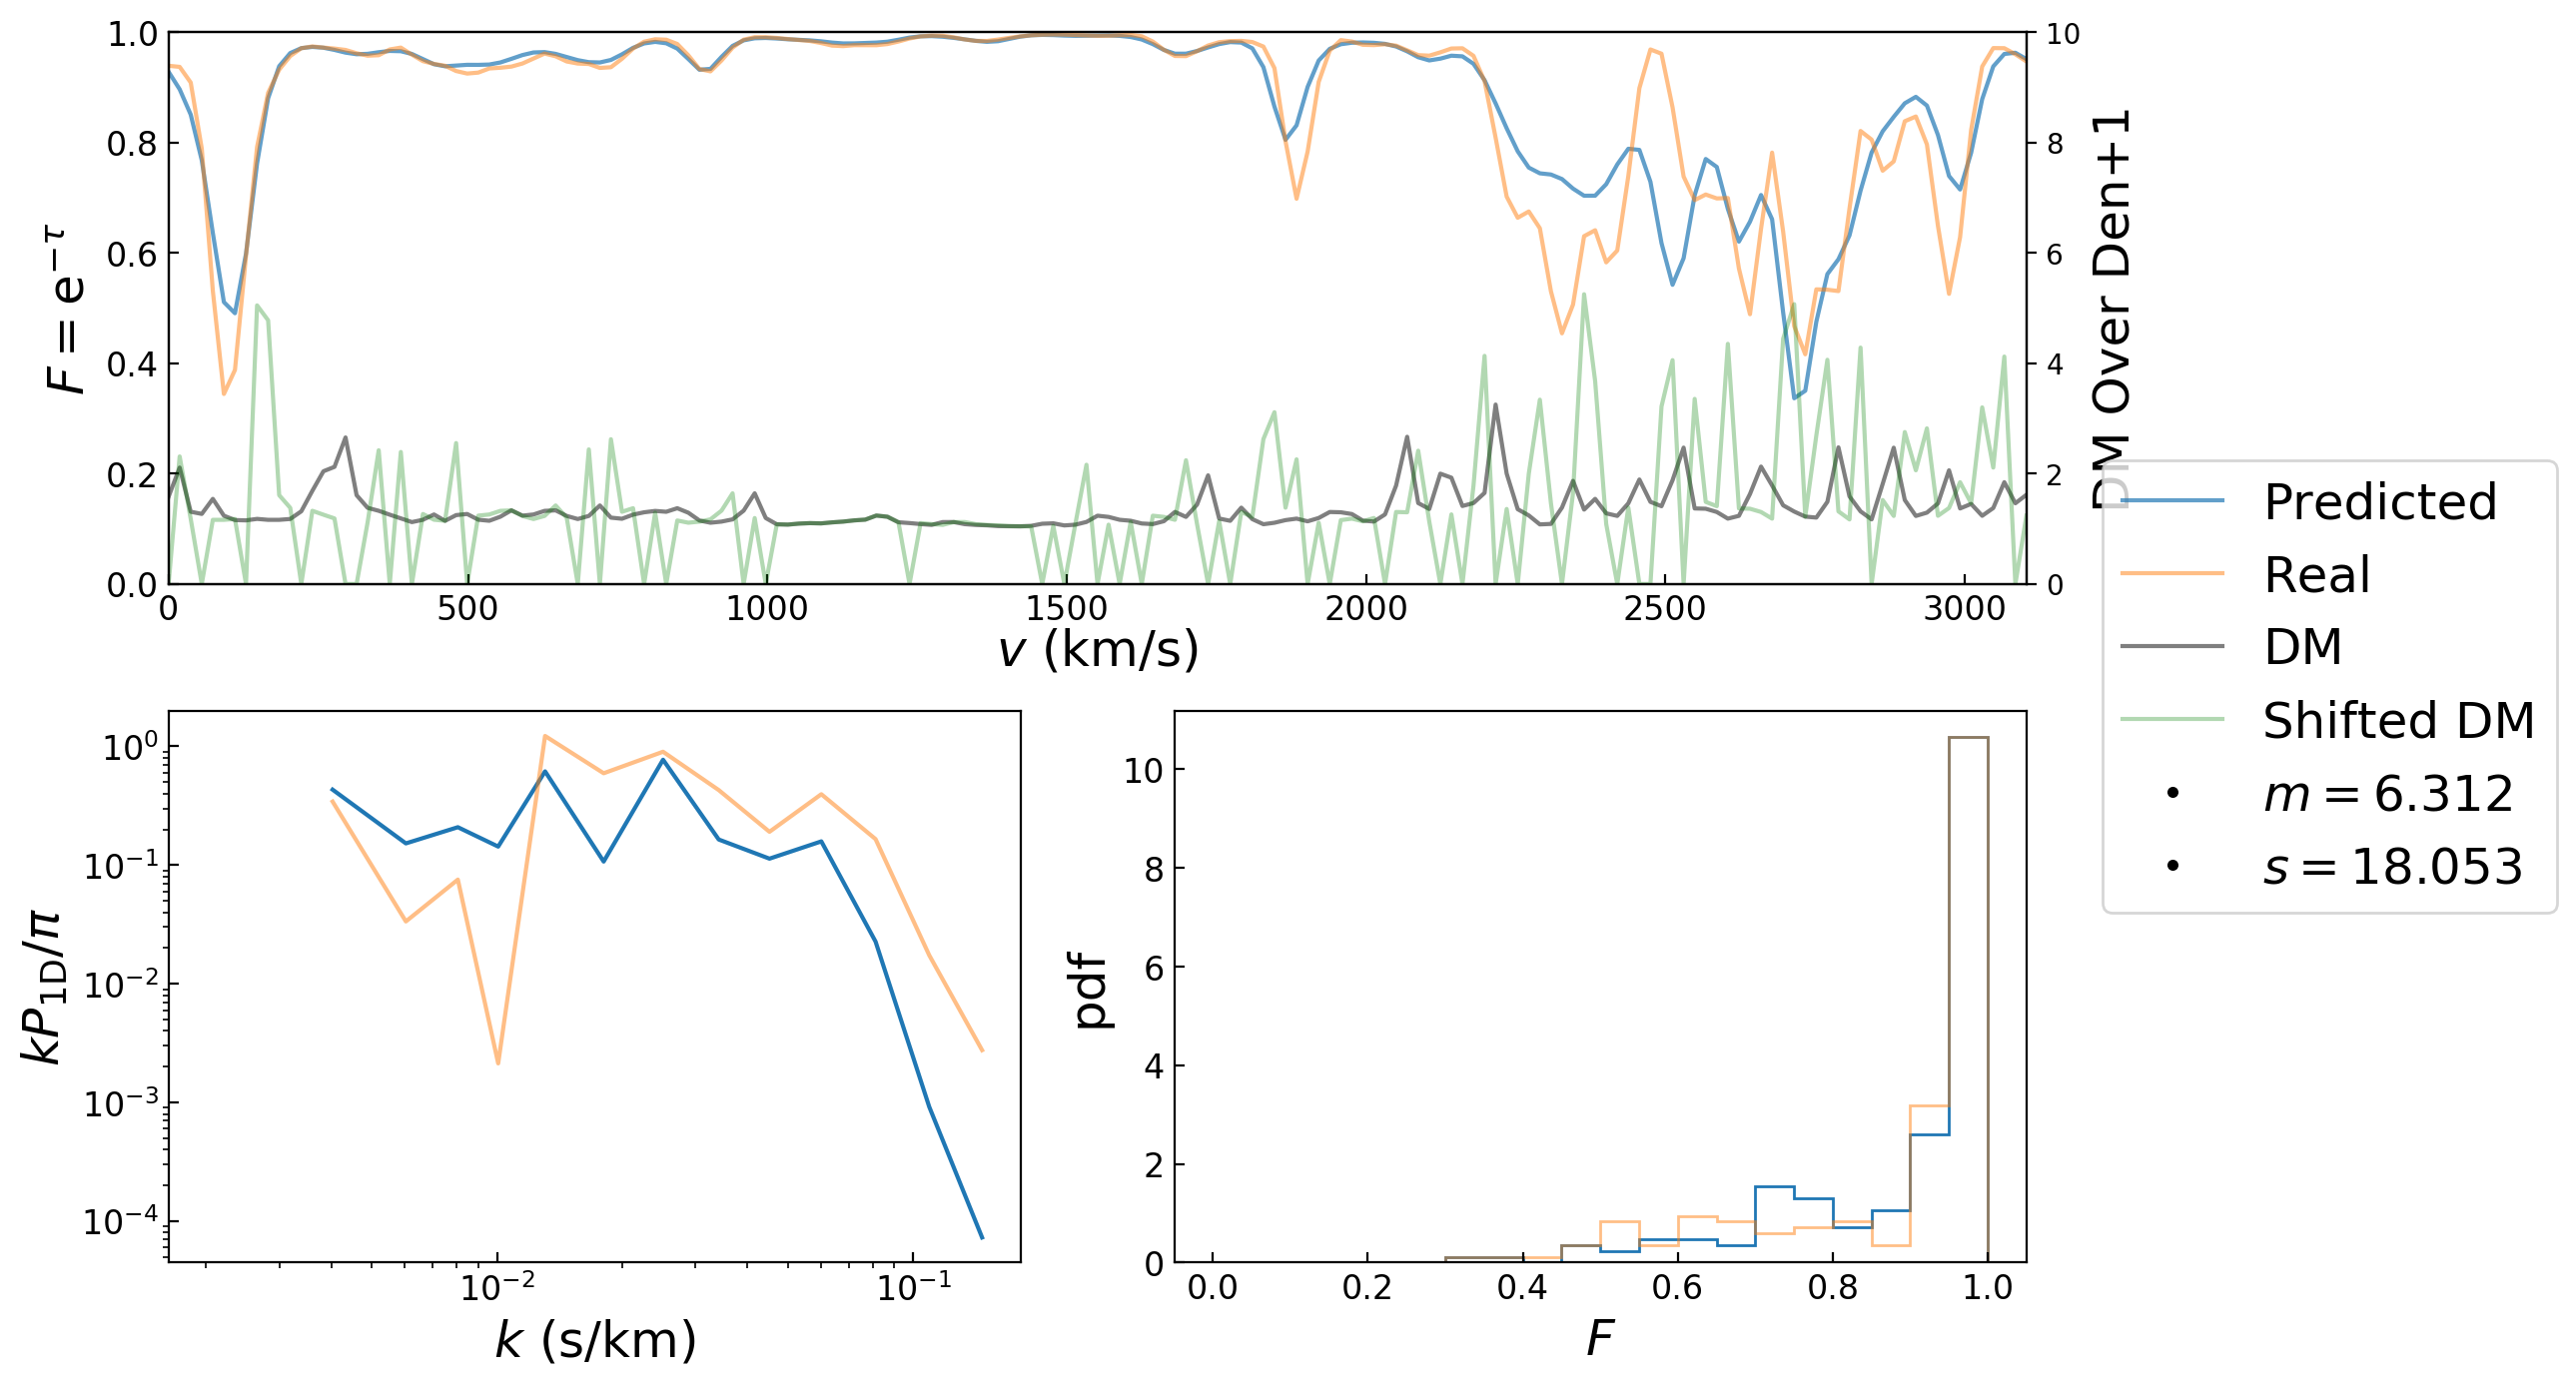 1.0
0.8
0.6
0.4
0.2
0.0
F = e^{−τ}
10
8
6
4
2
0
DM Over Den+1
0 500 1000 1500 2000 2500 3000
v (km/s)
Predicted
Real
DM
Shifted DM
m = 6.312
s = 18.053
10^0
10^{−1}
10^{−2}
10^{−3}
10^{−4}
kP_{1D}/π
10^{−2} 10^{−1}
k (s/km)
10
8
6
4
2
0
pdf
0.0 0.2 0.4 0.6 0.8 1.0
F